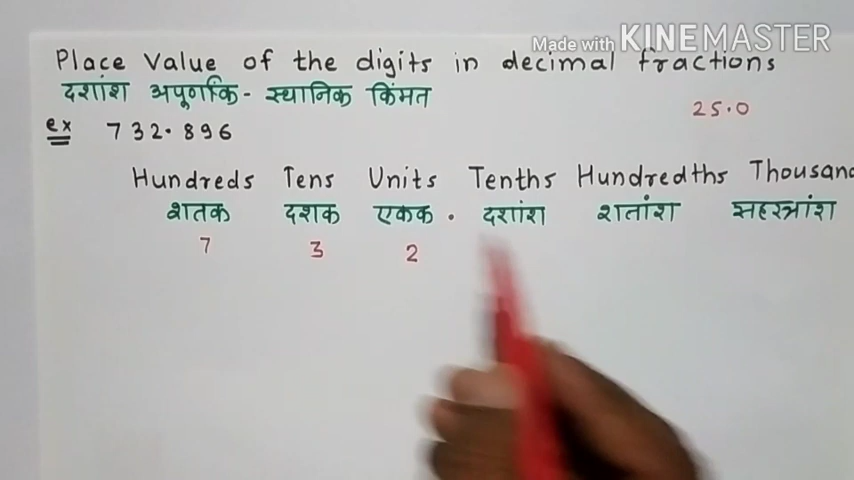 Made with KINEMASTER
Place Value of the digits in decimal fractions
दशांश अपूर्णांक - स्थानिक किंमत
25.0
ex 732.896
Hundreds Tens Units Tenths Hundredths Thousand
शतक दशक एकक . दशांश शतांश सहस्त्रांश
7 3 2